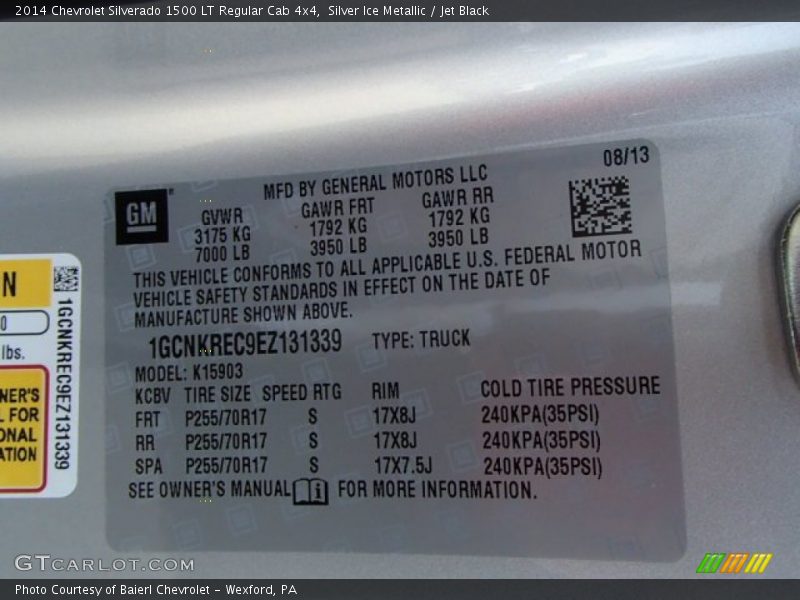 2014 Chevrolet Silverado 1500 LT Regular Cab 4x4,  Silver Ice Metallic / Jet Black
08/13
GM
MFD BY GENERAL MOTORS LLC
GVWR GAWR FRT GAWR RR
3175 KG 1792 KG 1792 KG
7000 LB 3950 LB 3950 LB
THIS VEHICLE CONFORMS TO ALL APPLICABLE U.S. FEDERAL MOTOR
VEHICLE SAFETY STANDARDS IN EFFECT ON THE DATE OF
MANUFACTURE SHOWN ABOVE.
1GCNKREC9EZ131339 TYPE: TRUCK
MODEL: K15903
KCBV TIRE SIZE SPEED RTG RIM COLD TIRE PRESSURE
FRT P255/70R17 S 17X8J 240KPA(35PSI)
RR P255/70R17 S 17X8J 240KPA(35PSI)
SPA P255/70R17 S 17X7.5J 240KPA(35PSI)
SEE OWNER'S MANUAL FOR MORE INFORMATION.
N
0
lbs.
NER'S
L FOR
ONAL
ATION
1GCNKREC9EZ131339
GTCARLOT.COM
Photo Courtesy of Baierl Chevrolet - Wexford, PA